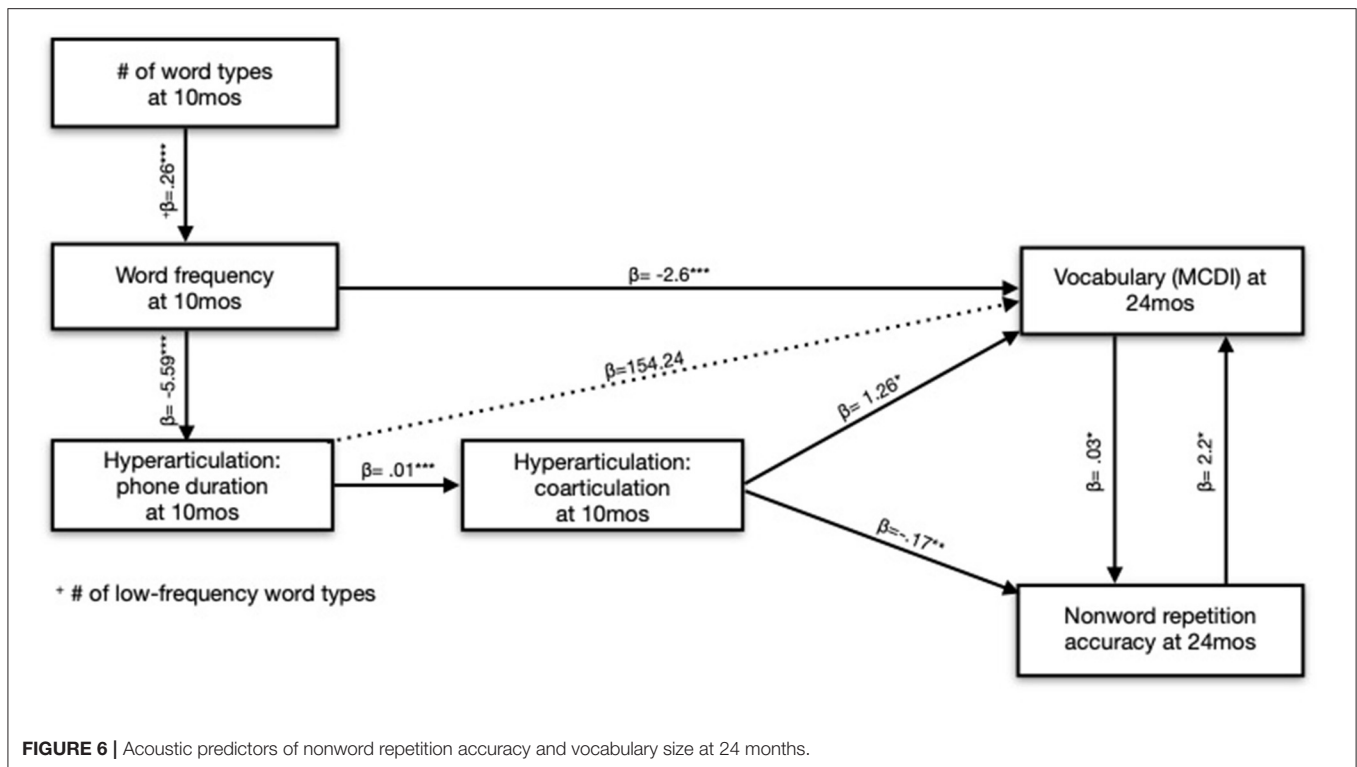 # of word types
at 10mos
⁺β=.26***
Word frequency
at 10mos
β= -2.6***
Vocabulary (MCDI) at
24mos
β= -5.59***
β=154.24
β= 1.26*
Hyperarticulation:
phone duration
at 10mos
β= .01***
Hyperarticulation:
coarticulation
at 10mos
β= .03*
β= 2.2*
β=-.17**
⁺ # of low-frequency word types
Nonword repetition
accuracy at 24mos
FIGURE 6 | Acoustic predictors of nonword repetition accuracy and vocabulary size at 24 months.